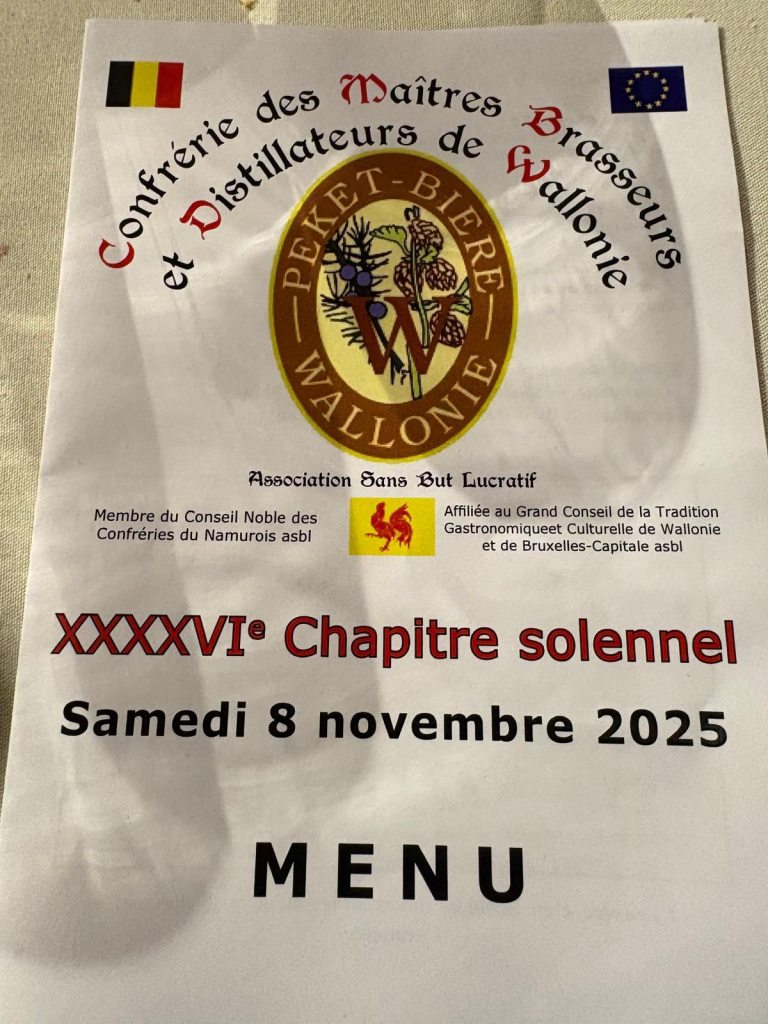 Confrérie des Maîtres Brasseurs
et Distillateurs de Wallonie
PEKET-BIERE
W
WALLONIE
Association Sans But Lucratif
Membre du Conseil Noble des
Confréries du Namurois asbl
Affiliée au Grand Conseil de la Tradition
Gastronomiqueet Culturelle de Wallonie
et de Bruxelles-Capitale asbl
XXXXVIe Chapitre solennel
Samedi 8 novembre 2025
MENU